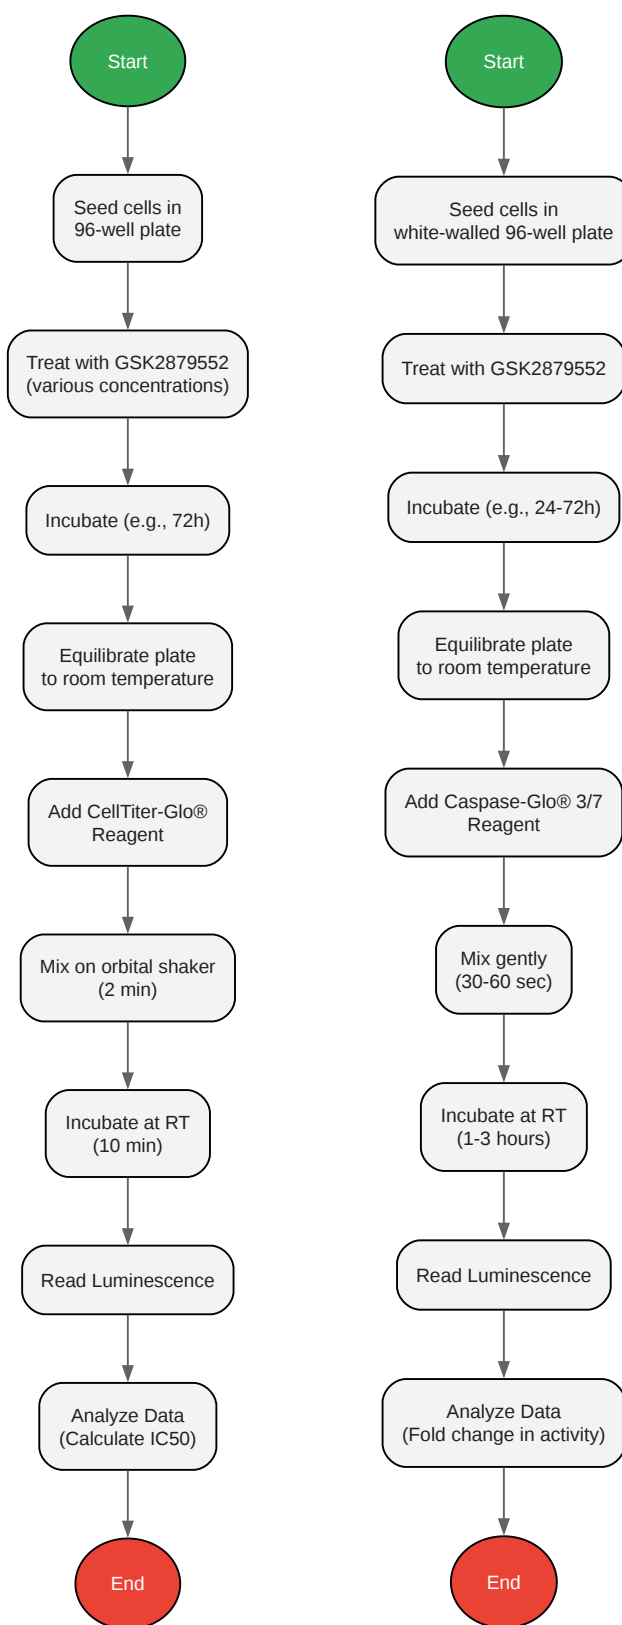 Start
Seed cells in
96-well plate
Treat with GSK2879552
(various concentrations)
Incubate (e.g., 72h)
Equilibrate plate
to room temperature
Add CellTiter-Glo®
Reagent
Mix on orbital shaker
(2 min)
Incubate at RT
(10 min)
Read Luminescence
Analyze Data
(Calculate IC50)
End
Start
Seed cells in
white-walled 96-well plate
Treat with GSK2879552
Incubate (e.g., 24-72h)
Equilibrate plate
to room temperature
Add Caspase-Glo® 3/7
Reagent
Mix gently
(30-60 sec)
Incubate at RT
(1-3 hours)
Read Luminescence
Analyze Data
(Fold change in activity)
End